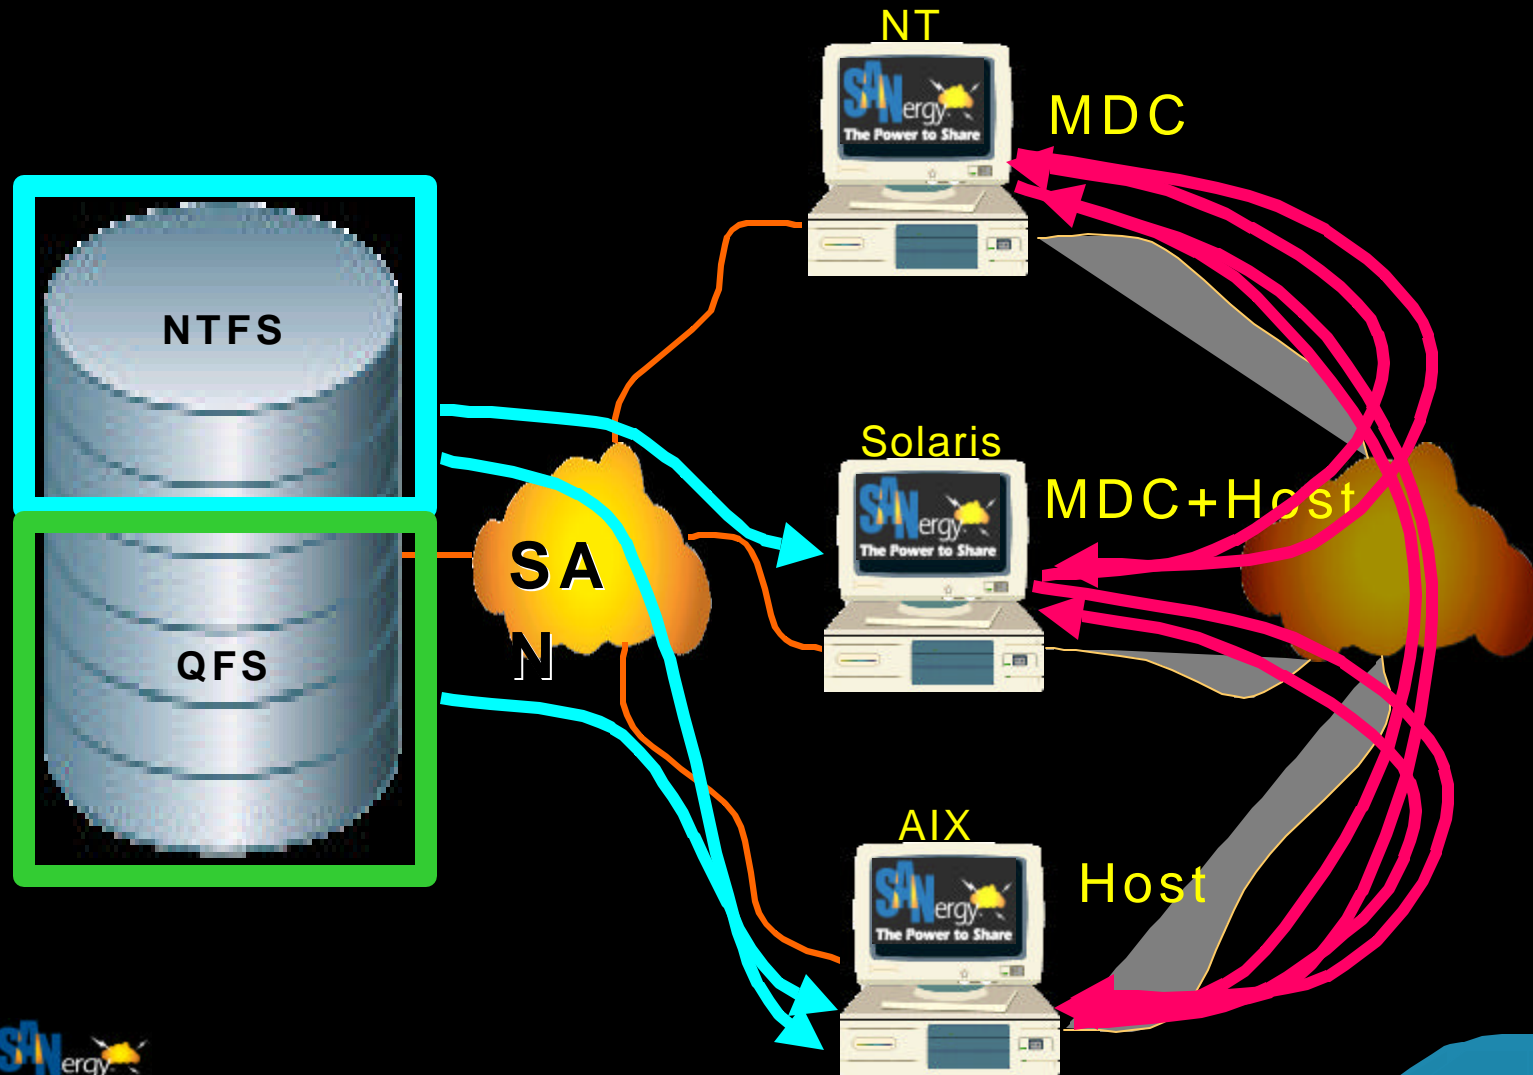 NT
SANergy
The Power to Share
MDC
NTFS
Solaris
SANergy
The Power to Share
MDC+Host
SA
N
QFS
AIX
SANergy
The Power to Share
Host
SANergy